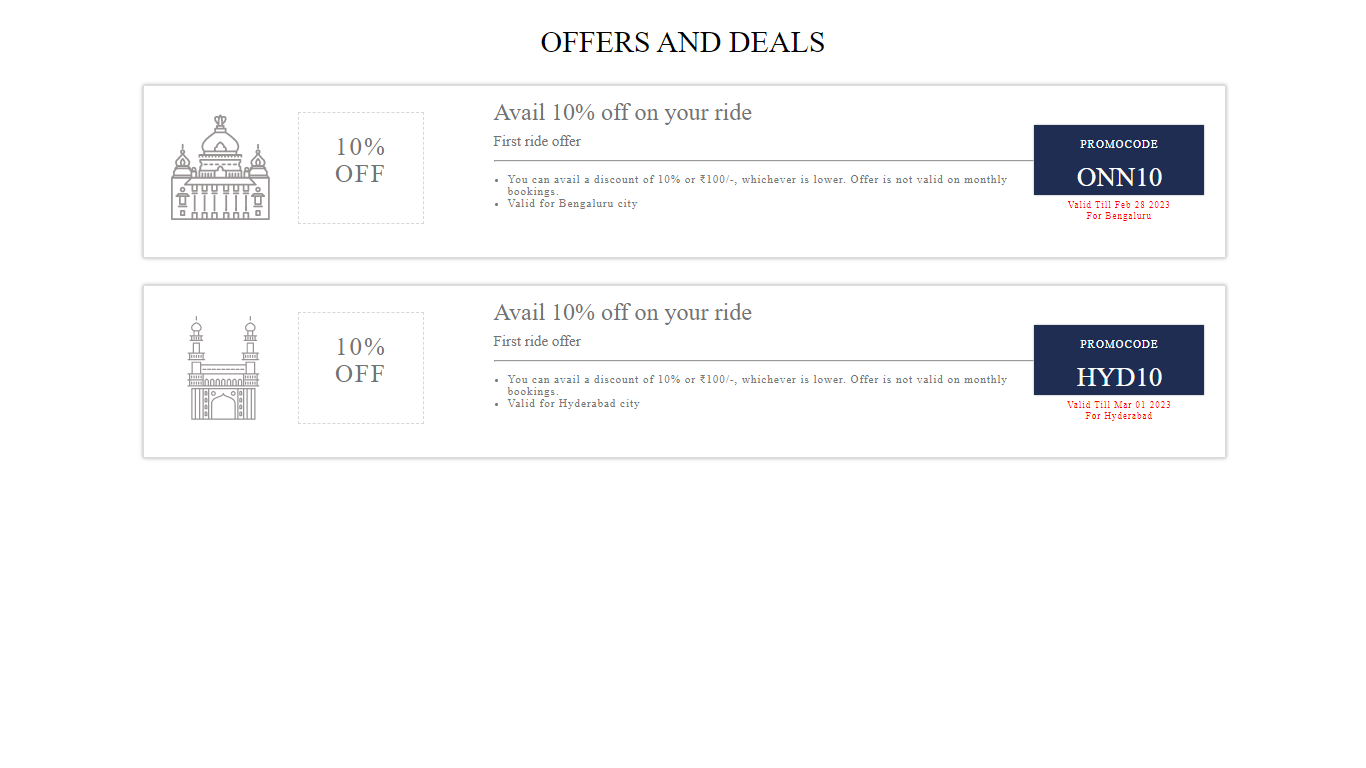 OFFERS AND DEALS
10%
OFF
Avail 10% off on your ride
First ride offer
• You can avail a discount of 10% or ₹100/-, whichever is lower. Offer is not valid on monthly
bookings.
• Valid for Bengaluru city
PROMOCODE
ONN10
Valid Till Feb 28 2023
For Bengaluru
10%
OFF
Avail 10% off on your ride
First ride offer
• You can avail a discount of 10% or ₹100/-, whichever is lower. Offer is not valid on monthly
bookings.
• Valid for Hyderabad city
PROMOCODE
HYD10
Valid Till Mar 01 2023
For Hyderabad